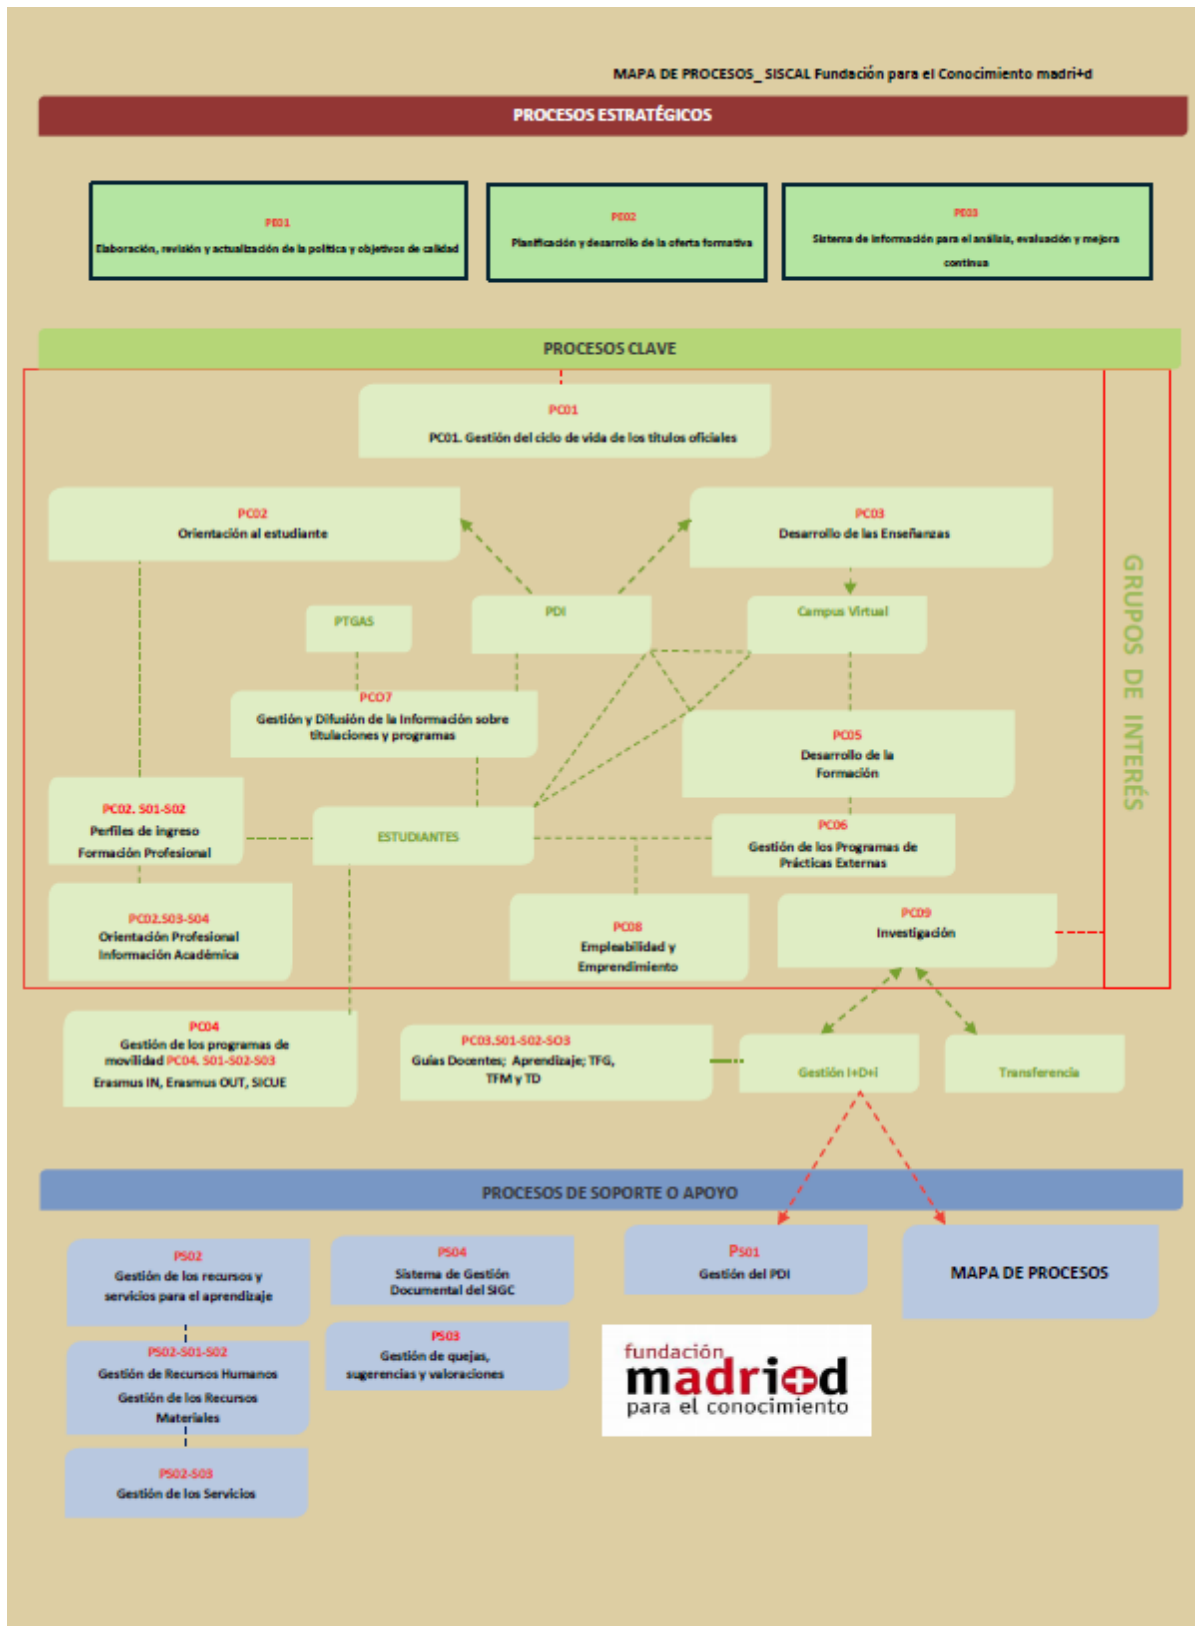 MAPA DE PROCESOS_ SISCAL Fundación para el Conocimiento madri+d
PROCESOS ESTRATÉGICOS
PE01
Elaboración, revisión y actualización de la política y objetivos de calidad
PE02
Planificación y desarrollo de la oferta formativa
PE03
Sistema de información para el análisis, evaluación y mejora
continua
PROCESOS CLAVE
PC01
PC01. Gestión del ciclo de vida de los títulos oficiales
PC02
Orientación al estudiante
PC03
Desarrollo de las Enseñanzas
GRUPOS DE INTERÉS
PTGAS
PDI
Campus Virtual
PCO7
Gestión y Difusión de la Información sobre
titulaciones y programas
PC05
Desarrollo de la
Formación
PC02. S01-S02
Perfiles de ingreso
Formación Profesional
ESTUDIANTES
PC06
Gestión de los Programas de
Prácticas Externas
PC02.S03-S04
Orientación Profesional
Información Académica
PC08
Empleabilidad y
Emprendimiento
PC09
Investigación
PC04
Gestión de los programas de
movilidad PC04. S01-S02-S03
Erasmus IN, Erasmus OUT, SICUE
PC03.S01-S02-SO3
Guías Docentes; Aprendizaje; TFG,
TFM y TD
Gestión I+D+i
Transferencia
PROCESOS DE SOPORTE O APOYO
PS02
Gestión de los recursos y
servicios para el aprendizaje
PS04
Sistema de Gestión
Documental del SIGC
PS01
Gestión del PDI
MAPA DE PROCESOS
PS02-S01-S02
Gestión de Recursos Humanos
Gestión de los Recursos
Materiales
PS03
Gestión de quejas,
sugerencias y valoraciones
fundación
madri+d
para el conocimiento
PS02-S03
Gestión de los Servicios